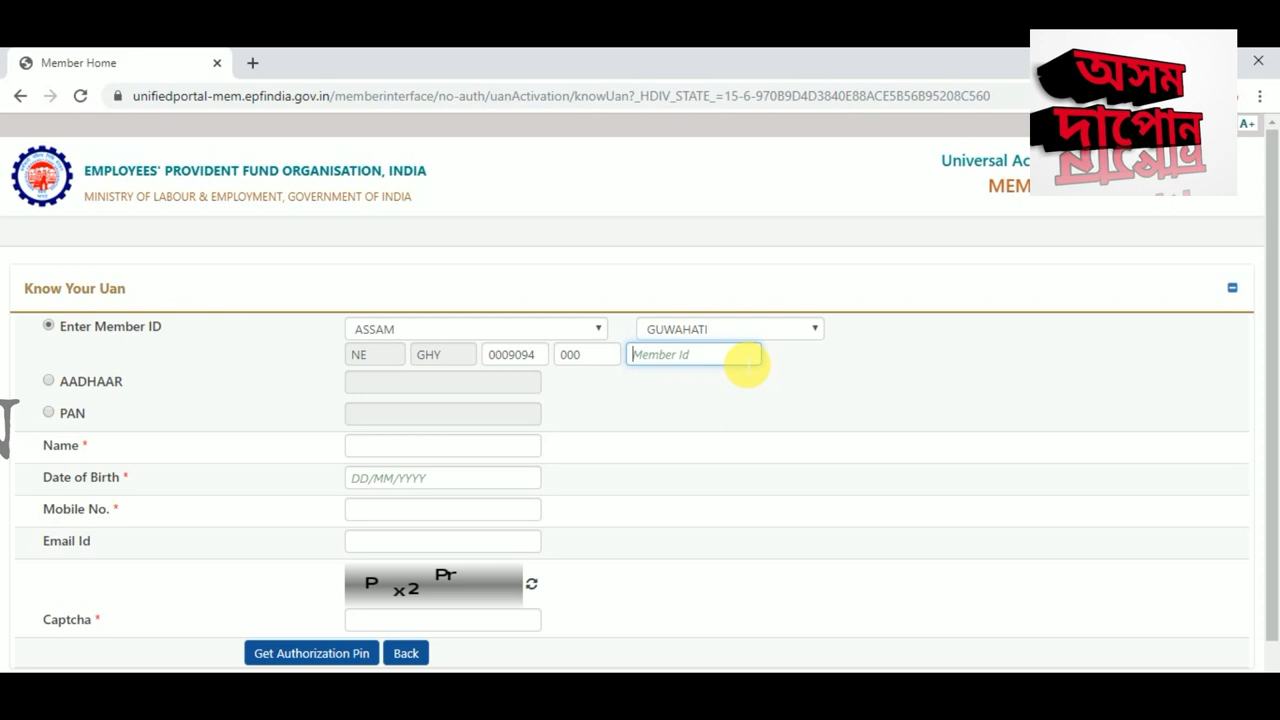 Member Home
unifiedportal-mem.epfindia.gov.in/memberinterface/no-auth/uanActivation/knowUan?_HDIV_STATE_=15-6-970B9D4D3840E88ACE5B56B95208C560
অসম
দাপোন
A+
EMPLOYEES' PROVIDENT FUND ORGANISATION, INDIA
MINISTRY OF LABOUR & EMPLOYMENT, GOVERNMENT OF INDIA
Universal Ac
MEM
Know Your Uan
Enter Member ID ASSAM GUWAHATI
NE GHY 0009094 000 Member Id
AADHAAR
PAN
N
Name *
Date of Birth * DD/MM/YYYY
Mobile No. *
Email Id
P x2 Pr
Captcha *
Get Authorization Pin Back